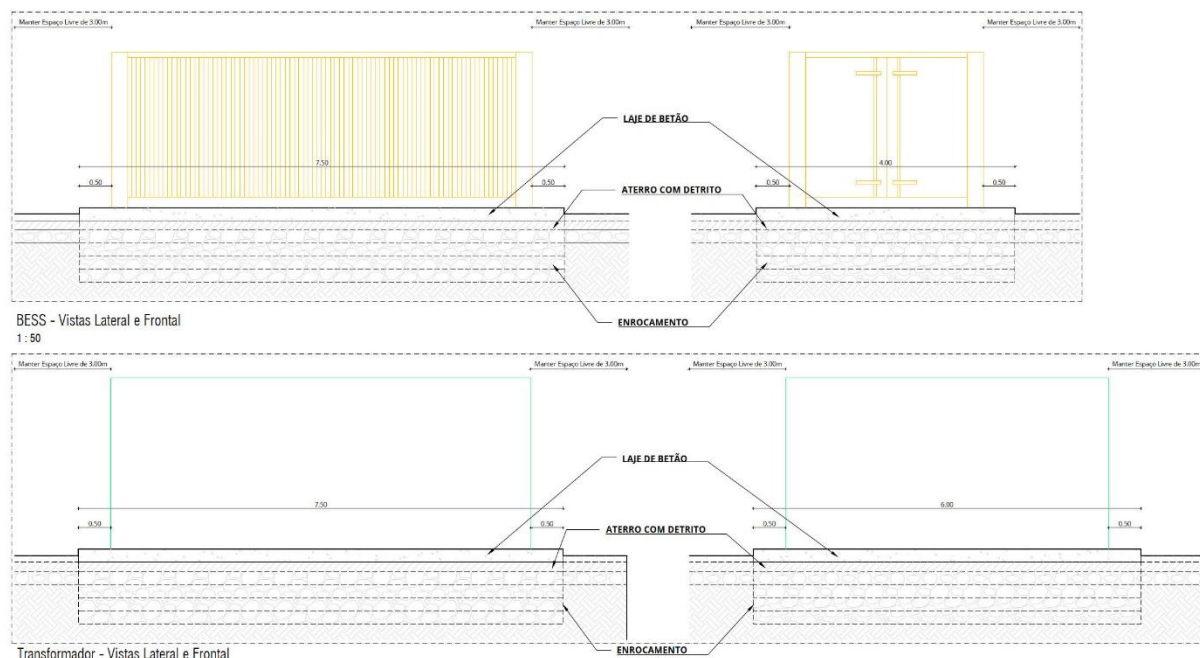 Manter Espaço Livre de 3.00m
Manter Espaço Livre de 3.00m
Manter Espaço Livre de 3.00m
Manter Espaço Livre de 3.00m
LAJE DE BETÃO
7.50
4.00
0.50
0.50
ATERRO COM DETRITO
0.50
0.50
ENROCAMENTO
BESS - Vistas Lateral e Frontal
1 : 50
Manter Espaço Livre de 3.00m
Manter Espaço Livre de 3.00m
Manter Espaço Livre de 3.00m
Manter Espaço Livre de 3.00m
LAJE DE BETÃO
7.50
6.00
0.50
0.50
ATERRO COM DETRITO
0.50
0.50
ENROCAMENTO
Transformador - Vistas Lateral e Frontal